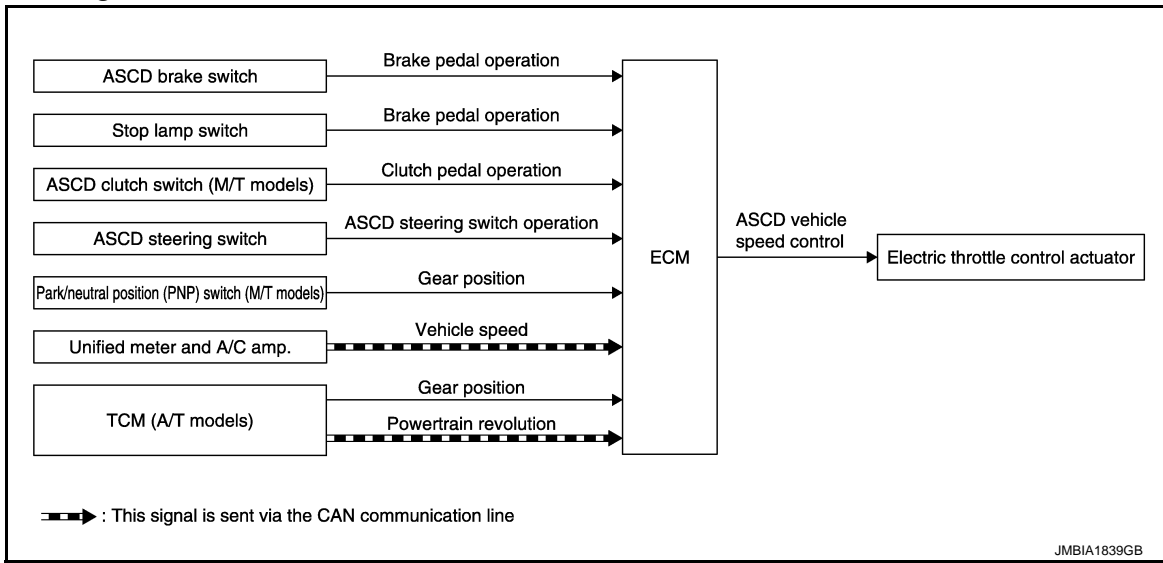 ASCD brake switch
Brake pedal operation
Stop lamp switch
Brake pedal operation
ASCD clutch switch (M/T models)
Clutch pedal operation
ASCD steering switch
ASCD steering switch operation
Park/neutral position (PNP) switch (M/T models)
Gear position
Unified meter and A/C amp.
Vehicle speed
TCM (A/T models)
Gear position
Powertrain revolution
ECM
ASCD vehicle
speed control
Electric throttle control actuator
: This signal is sent via the CAN communication line
JMBIA1839GB